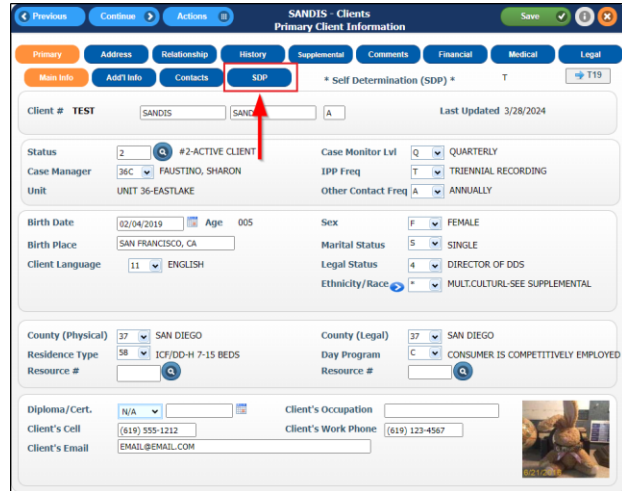 Previous Continue Actions SANDIS - Clients Save
Primary Client Information
Primary Address Relationship History Supplemental Comments Financial Medical Legal
Main Info Add'l Info Contacts SDP * Self Determination (SDP) * T T19
Client # TEST SANDIS A Last Updated 3/28/2024
Status 2 #2-ACTIVE CLIENT Case Monitor Lvl Q QUARTERLY
Case Manager 36C FAUSTINO, SHARON IPP Freq T TRIENNIAL RECORDING
Unit UNIT 36-EASTLAKE Other Contact Freq A ANNUALLY
Birth Date 02/04/2019 Age 005 Sex F FEMALE
Birth Place SAN FRANCISCO, CA Marital Status S SINGLE
Client Language 11 ENGLISH Legal Status 4 DIRECTOR OF DDS
Ethnicity/Race * MULT.CULTURL-SEE SUPPLEMENTAL
County (Physical) 37 SAN DIEGO County (Legal) 37 SAN DIEGO
Residence Type 58 ICF/DD-H 7-15 BEDS Day Program C CONSUMER IS COMPETITIVELY EMPLOYED
Resource # Resource #
Diploma/Cert. N/A Client's Occupation
Client's Cell (619) 555-1212 Client's Work Phone (619) 123-4567
Client's Email EMAIL@EMAIL.COM